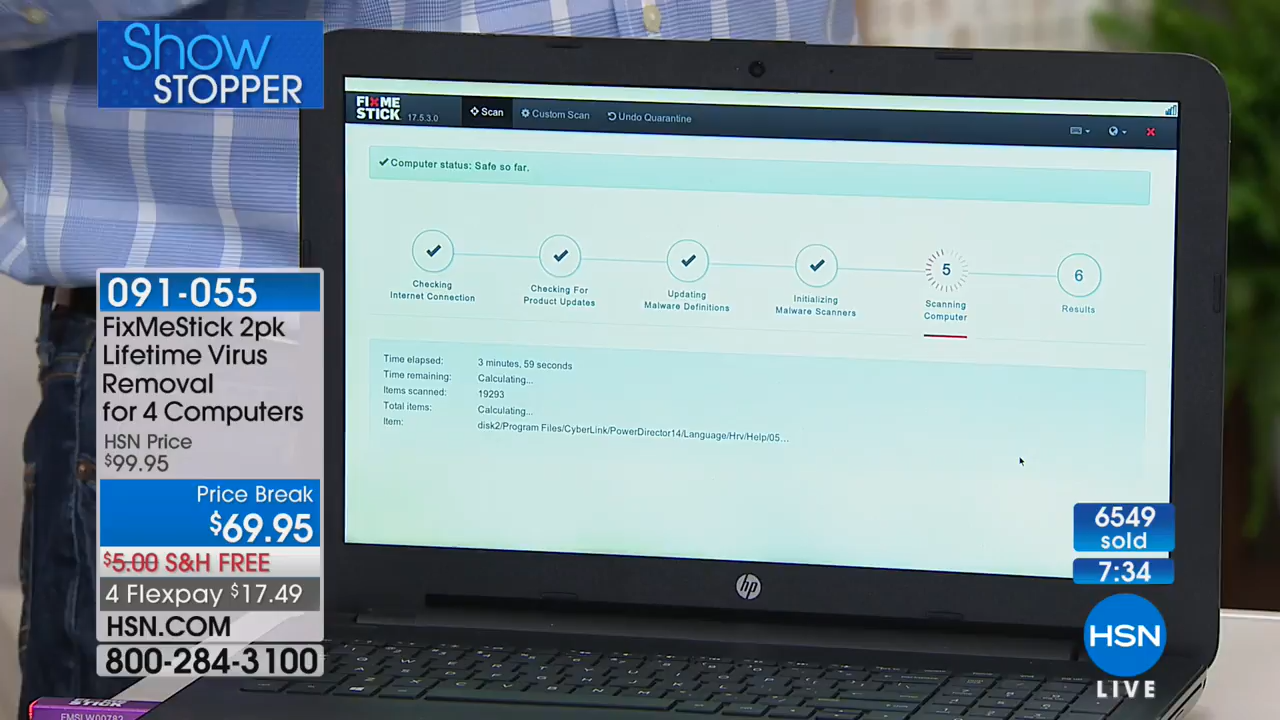 Show
STOPPER
091-055
FixMeStick 2pk
Lifetime Virus
Removal
for 4 Computers
HSN Price
$99.95
Price Break
$69.95
$5.00 S&H FREE
4 Flexpay $17.49
HSN.COM
800-284-3100
FIXME
STICK 17.5.3.0 Scan Custom Scan Undo Quarantine
Computer status: Safe so far.
Checking
Internet Connection
Checking For
Product Updates
Updating
Malware Definitions
Initializing
Malware Scanners
5
Scanning
Computer
6
Results
Time elapsed: 3 minutes, 59 seconds
Time remaining: Calculating...
Items scanned: 19293
Total items: Calculating...
Item: disk2/Program Files/CyberLink/PowerDirector14/Language/Hrv/Help/05...
hp
6549
sold
7:34
HSN
LIVE
STICK